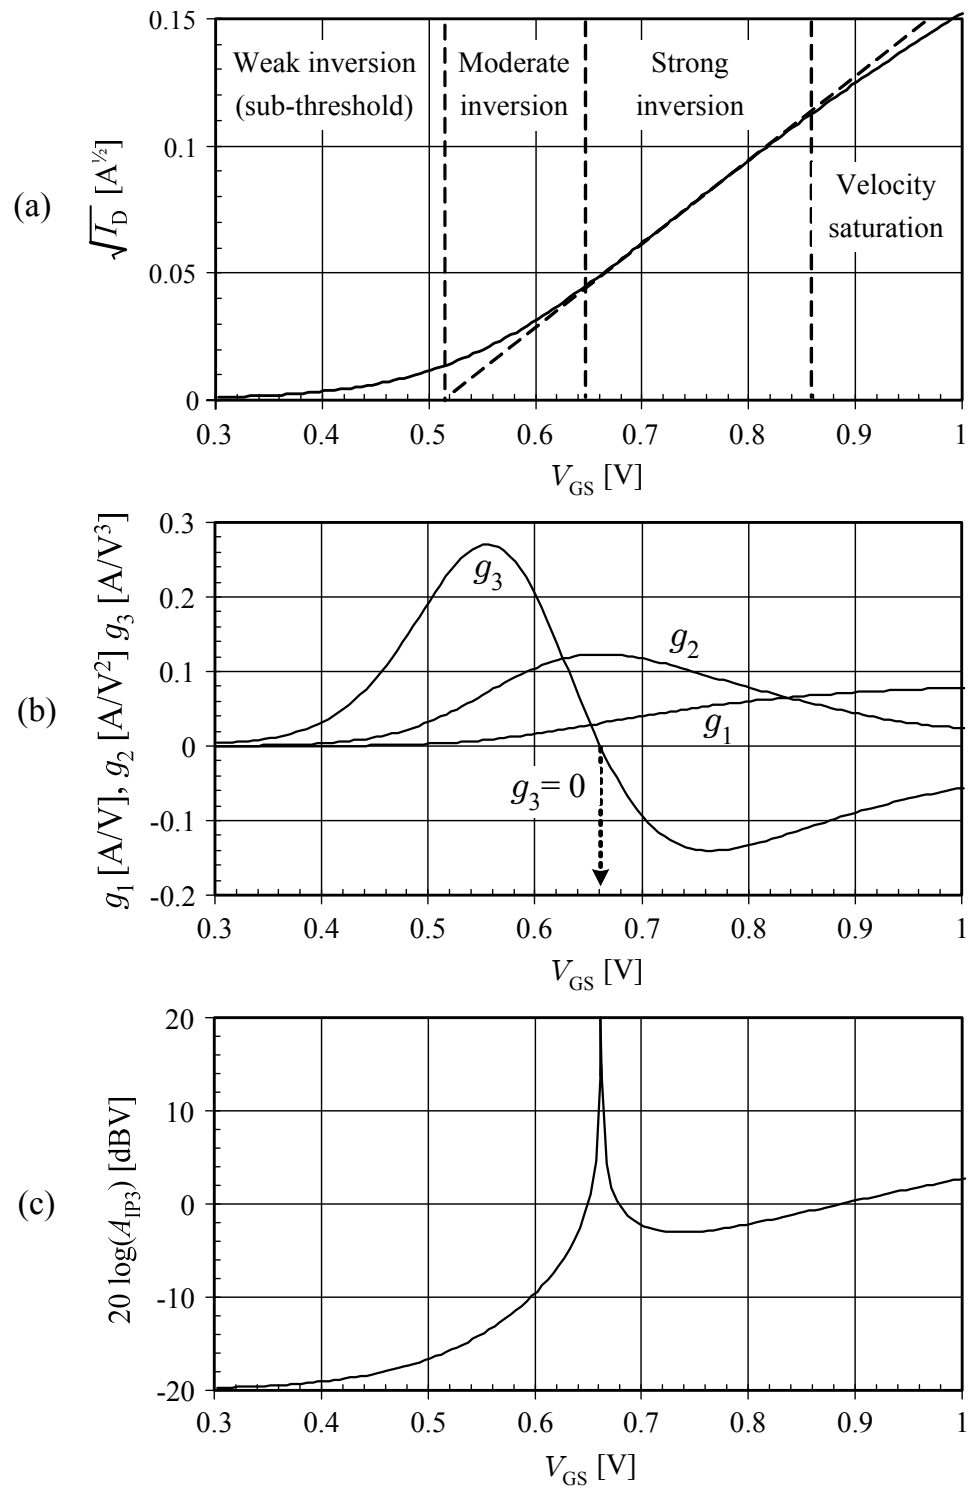 (a)
√I_D [A^½]
0.15
0.1
0.05
0
Weak inversion
(sub-threshold)
Moderate
inversion
Strong
inversion
Velocity
saturation
0.3 0.4 0.5 0.6 0.7 0.8 0.9 1
V_GS [V]
(b)
g_1 [A/V], g_2 [A/V^2] g_3 [A/V^3]
0.3
0.2
0.1
0
-0.1
-0.2
g_3
g_2
g_1
g_3= 0
0.3 0.4 0.5 0.6 0.7 0.8 0.9 1
V_GS [V]
(c)
20 log(A_IP3) [dBV]
20
10
0
-10
-20
0.3 0.4 0.5 0.6 0.7 0.8 0.9 1
V_GS [V]